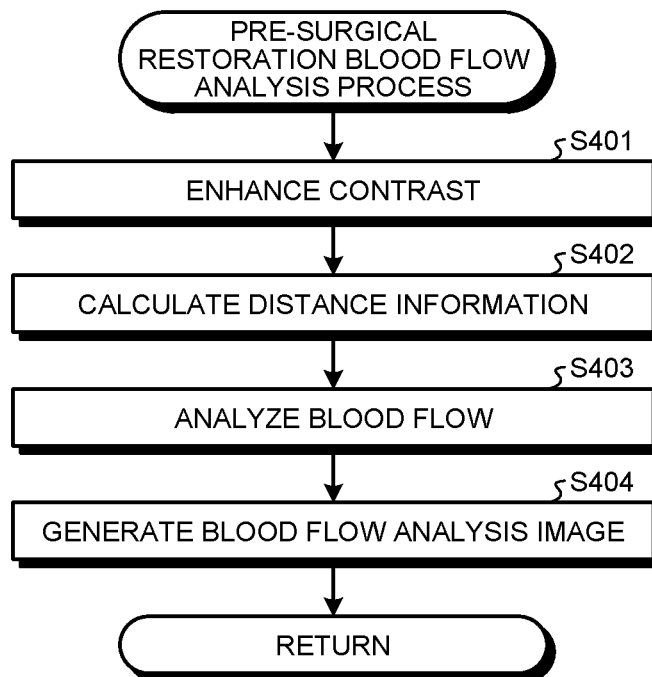 PRE-SURGICAL
RESTORATION BLOOD FLOW
ANALYSIS PROCESS
S401
ENHANCE CONTRAST
S402
CALCULATE DISTANCE INFORMATION
S403
ANALYZE BLOOD FLOW
S404
GENERATE BLOOD FLOW ANALYSIS IMAGE
RETURN